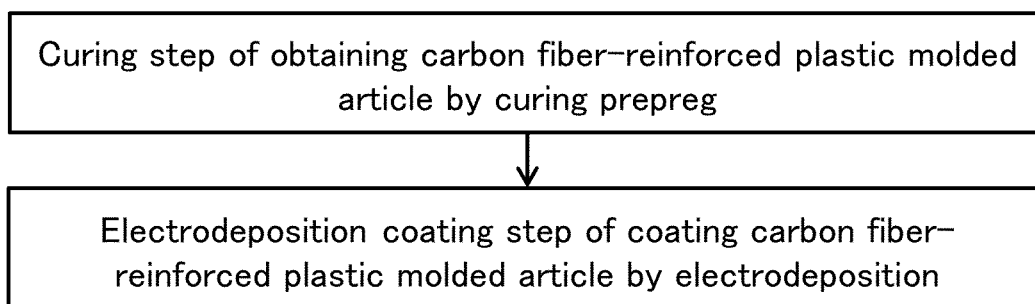 Curing step of obtaining carbon fiber-reinforced plastic molded
article by curing prepreg
Electrodeposition coating step of coating carbon fiber-
reinforced plastic molded article by electrodeposition